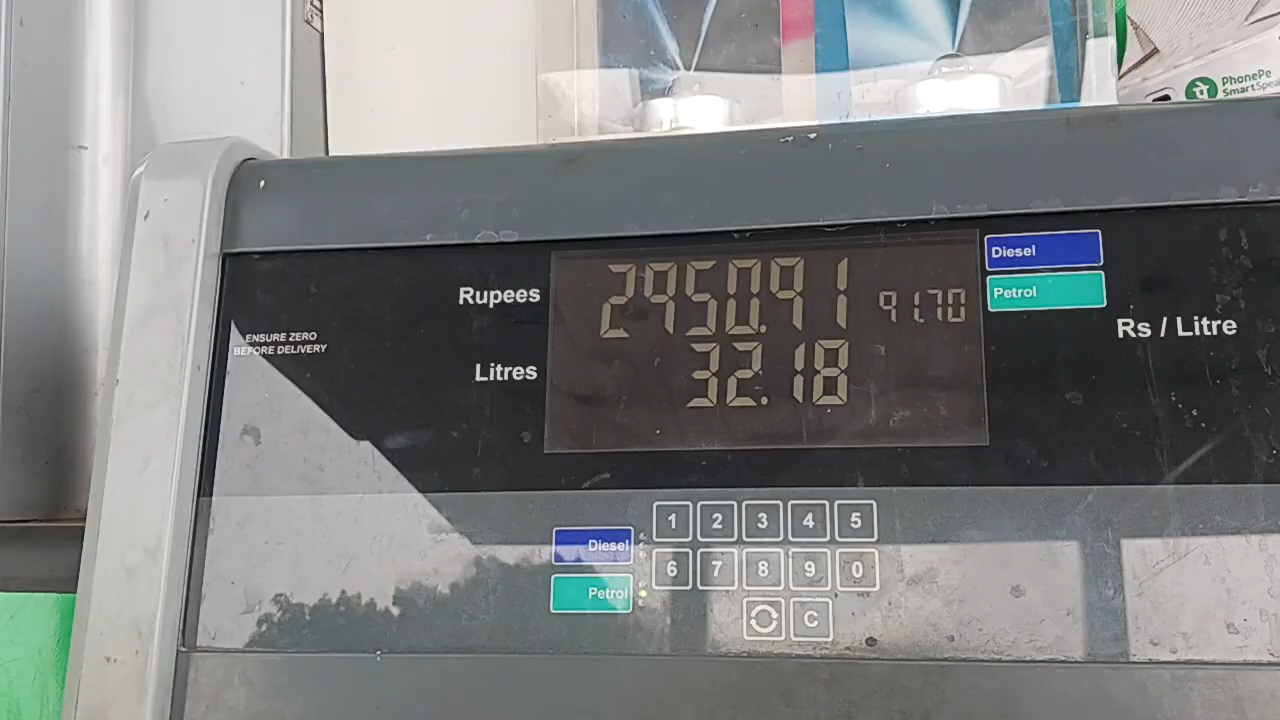 PhonePe
SmartSpea
Rupees
2950.91
91.70
Diesel
Petrol
Rs / Litre
ENSURE ZERO
BEFORE DELIVERY
Litres
32.18
1 2 3 4 5
Diesel
6 7 8 9 0
Petrol
C